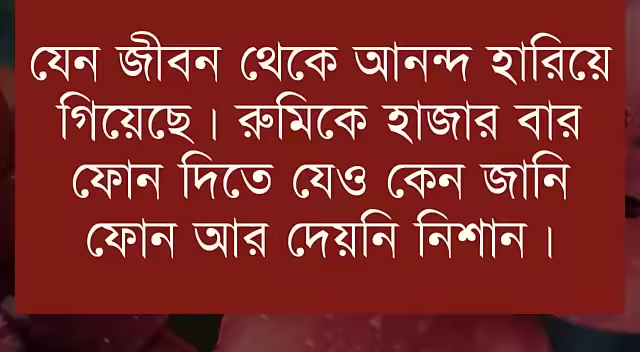 যেন জীবন থেকে আনন্দ হারিয়ে
গিয়েছে। রুমিকে হাজার বার
ফোন দিতে যেও কেন জানি
ফোন আর দেয়নি নিশান।